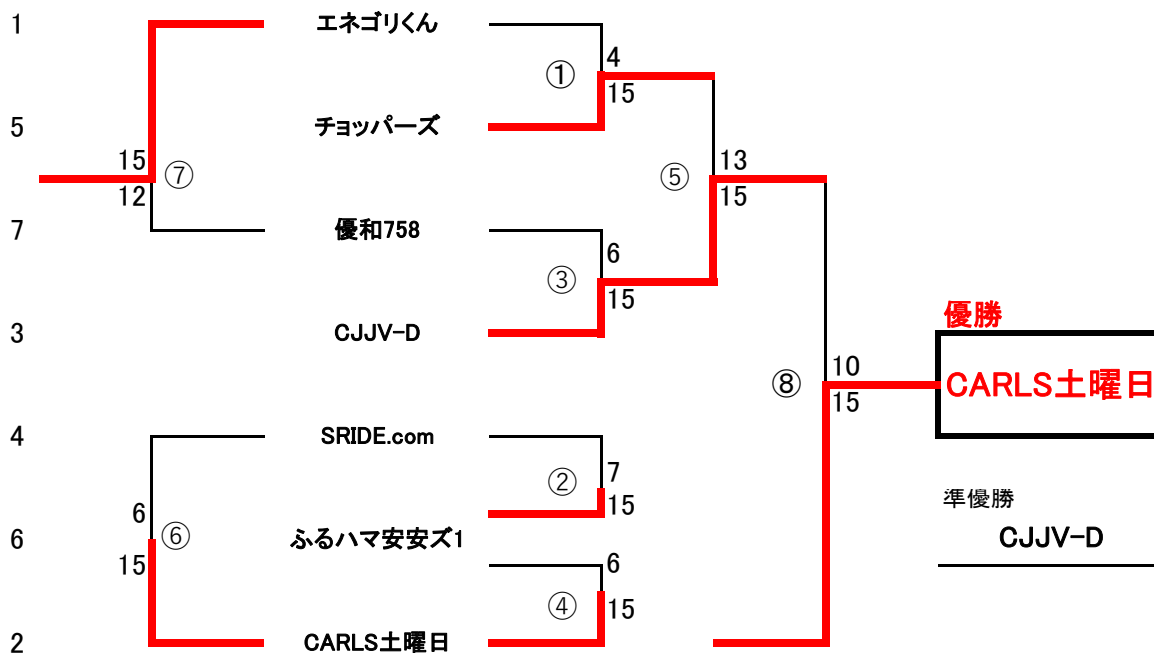 1 エネゴリくん
4
① 15
5 チョッパーズ
15 ⑦ ⑤ 13
12 15
7 優和758
6
③ 15
3 CJJV-D
優勝
⑧ 10 CARLS土曜日
15
4 SRIDE.com
② 7
15
準優勝
6 ⑥
6 ふるハマ安安ズ1 CJJV-D
15 6
④ 15
2 CARLS土曜日